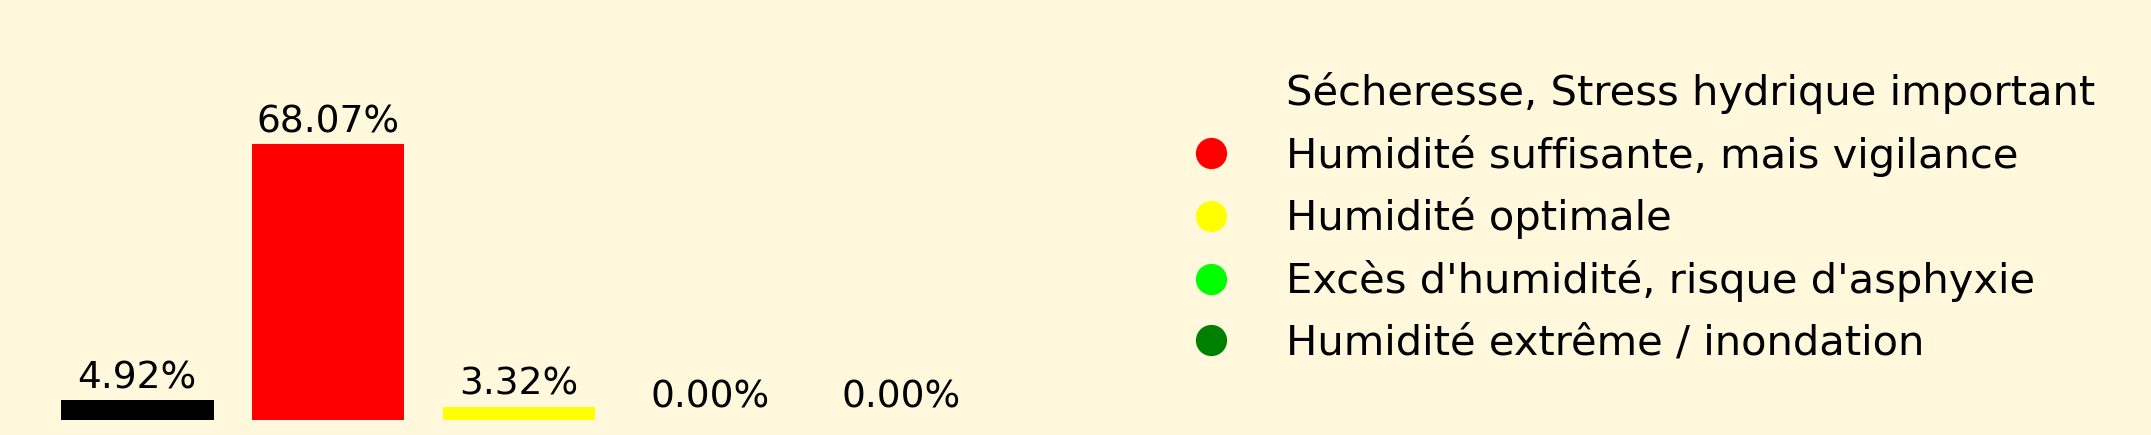 68.07%
4.92%
3.32%
0.00%
0.00%
Sécheresse, Stress hydrique important
Humidité suffisante, mais vigilance
Humidité optimale
Excès d'humidité, risque d'asphyxie
Humidité extrême / inondation